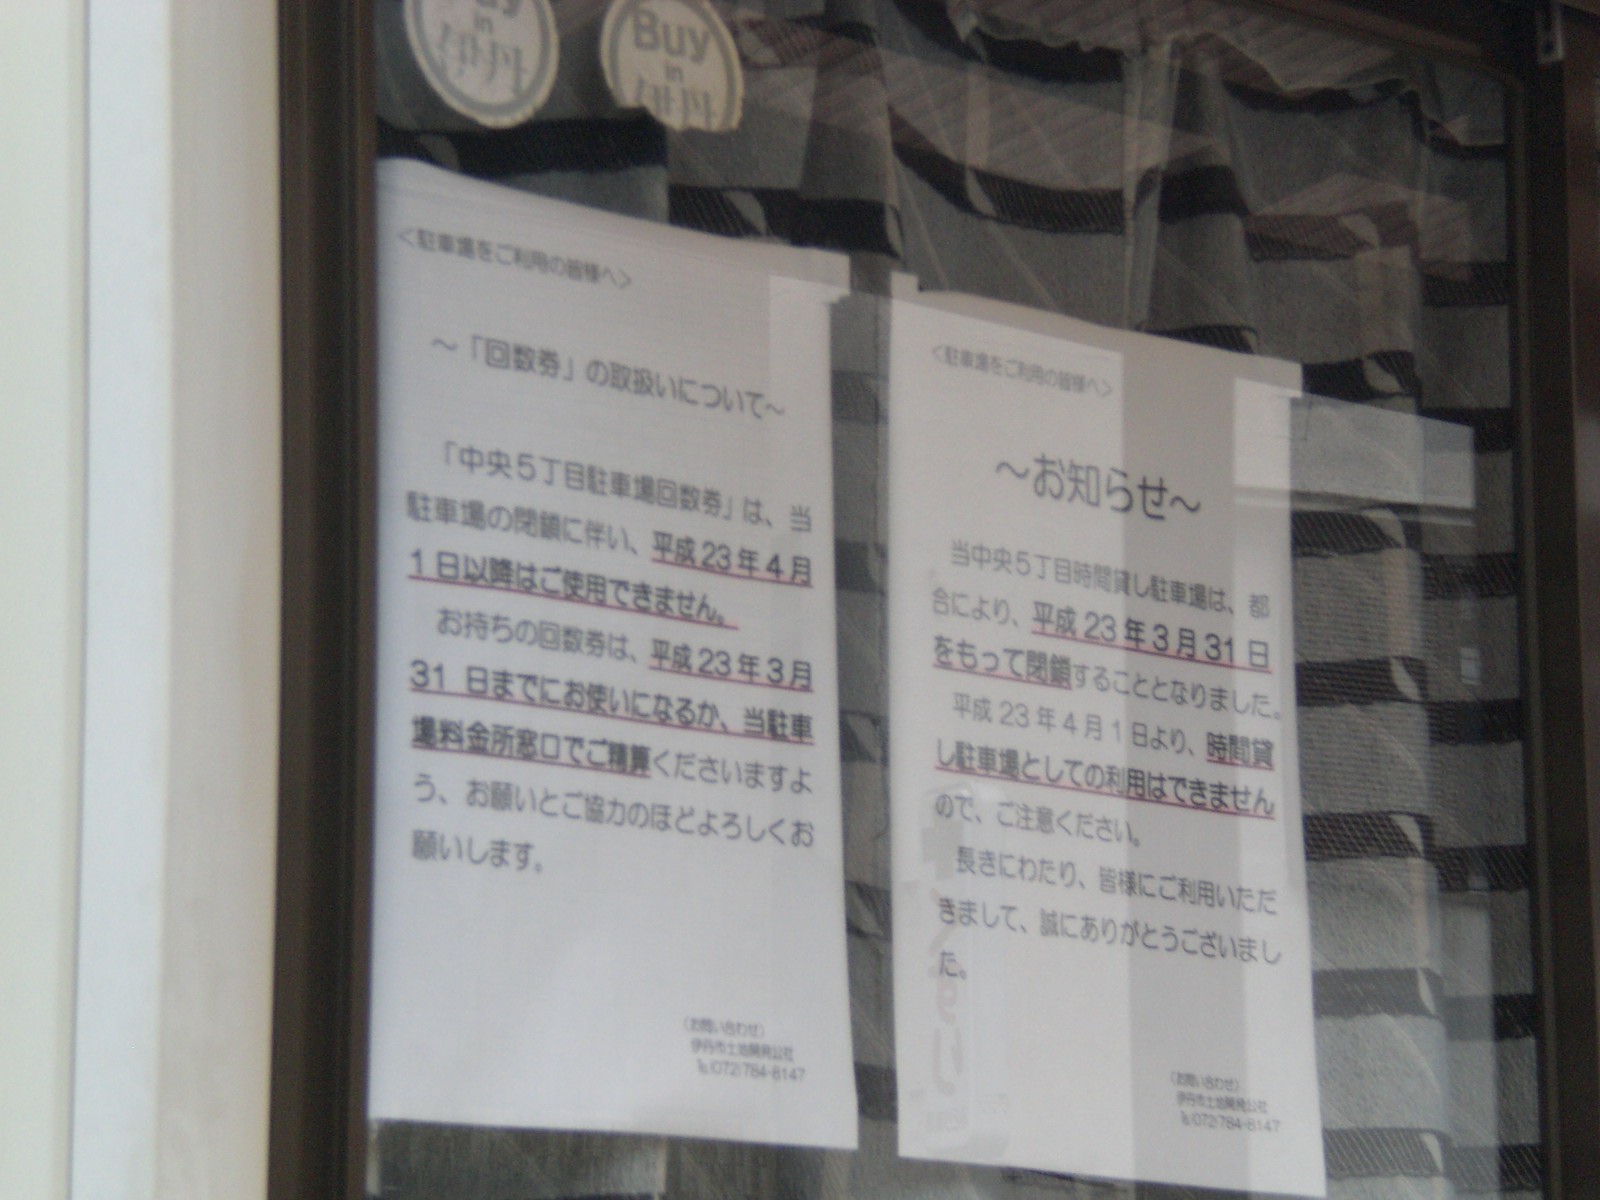 Buy
in
伊丹
Buy
in
伊丹
＜駐車場をご利用の皆様へ＞
～「回数券」の取扱いについて～
「中央５丁目駐車場回数券」は、当
駐車場の閉鎖に伴い、平成23年４月
１日以降はご使用できません。
お持ちの回数券は、平成23年３月
31 日までにお使いになるか、当駐車
場料金所窓口でご精算くださいますよ
う、お願いとご協力のほどよろしくお
願いします。
（お問い合わせ）
伊丹市土地開発公社
℡(072)784-8147
＜駐車場をご利用の皆様へ＞
～お知らせ～
当中央５丁目時間貸し駐車場は、都
合により、平成 23 年３月 31 日
をもって閉鎖することとなりました。
平成 23 年４月１日より、時間貸
し駐車場としての利用はできません
ので、ご注意ください。
長きにわたり、皆様にご利用いただ
きまして、誠にありがとうございまし
た。
（お問い合わせ）
伊丹市土地開発公社
℡(072)784-8147